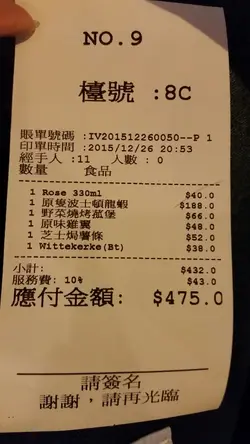 NO.9
檯號 :8C
賬單號碼 :IV201512260050--P 1
印單時間 :2015/12/26 20:53
經手人 :11 人數 : 0
數量 食品
1 Rose 330ml $40.0
1 原隻波士頓龍蝦 $188.0
1 野菜燒烤菰堡 $66.0
1 原味雞翼 $48.0
1 芝士焗薯條 $52.0
1 Wittekerke(Bt) $38.0
小計: $432.0
服務費: 10% $43.0
應付金額: $475.0
請簽名
謝謝，請再光臨